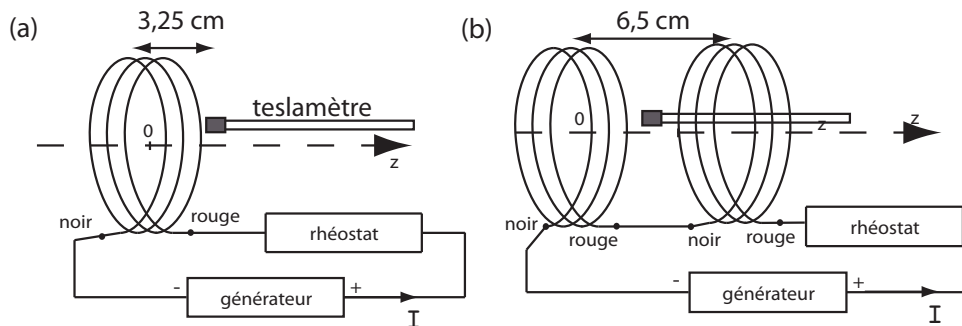 (a)
3,25 cm
teslamètre
0
z
noir
rouge
rhéostat
-
générateur
+
I
(b)
6,5 cm
0
z
z
noir
rouge
noir
rouge
rhéostat
-
générateur
+
I